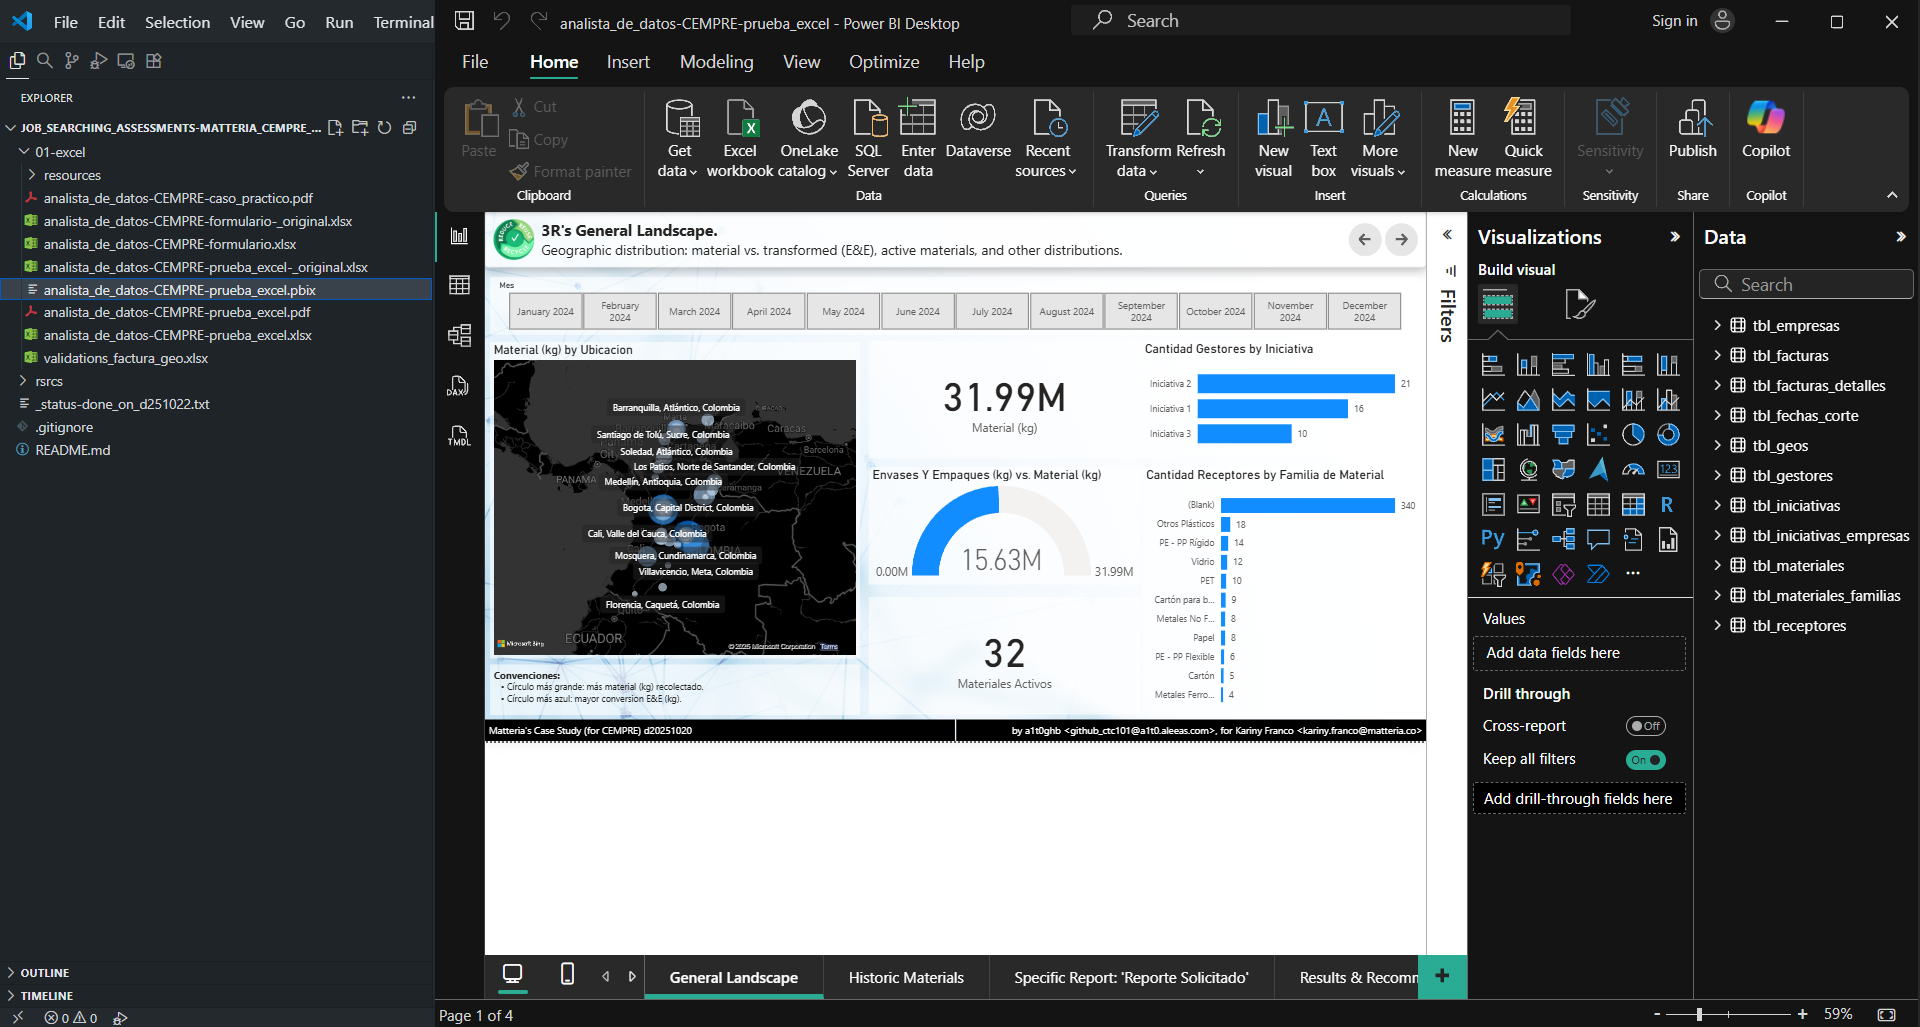 File Edit Selection View Go Run Terminal
EXPLORER
JOB_SEARCHING_ASSESSMENTS-MATTERIA_CEMPRE_...
01-excel
resources
analista_de_datos-CEMPRE-caso_practico.pdf
analista_de_datos-CEMPRE-formulario-_original.xlsx
analista_de_datos-CEMPRE-formulario.xlsx
analista_de_datos-CEMPRE-prueba_excel-_original.xlsx
analista_de_datos-CEMPRE-prueba_excel.pbix
analista_de_datos-CEMPRE-prueba_excel.pdf
analista_de_datos-CEMPRE-prueba_excel.xlsx
validations_factura_geo.xlsx
rsrcs
_status-done_on_d251022.txt
.gitignore
README.md
OUTLINE
TIMELINE
0 0
analista_de_datos-CEMPRE-prueba_excel - Power BI Desktop
Search
Sign in
File Home Insert Modeling View Optimize Help
Paste
Cut
Copy
Format painter
Clipboard
Get data
Excel workbook
OneLake catalog
SQL Server
Enter data
Dataverse
Recent sources
Data
Transform data
Refresh
Queries
New visual
Text box
More visuals
Insert
New measure
Quick measure
Calculations
Sensitivity
Sensitivity
Publish
Share
Copilot
Copilot
DAX
TMDL
3R's General Landscape.
Geographic distribution: material vs. transformed (E&E), active materials, and other distributions.
Mes
January 2024
February 2024
March 2024
April 2024
May 2024
June 2024
July 2024
August 2024
September 2024
October 2024
November 2024
December 2024
Material (kg) by Ubicacion
Barranquilla, Atlántico, Colombia
Maracaibo
Caracas
Santiago de Tolú, Sucre, Colombia
Barcelona
Soledad, Atlántico, Colombia
Los Patios, Norte de Santander, Colombia
VENEZUELA
PANAMA
Medellín, Antioquia, Colombia
Bogota, Capital District, Colombia
Cali, Valle del Cauca, Colombia
Mosquera, Cundinamarca, Colombia
Villavicencio, Meta, Colombia
Florencia, Caquetá, Colombia
ECUADOR
Microsoft Bing
© 2025 Microsoft Corporation Terms
Convenciones:
• Círculo más grande: más material (kg) recolectado.
• Círculo más azul: mayor conversion E&E (kg).
31.99M
Material (kg)
Envases Y Empaques (kg) vs. Material (kg)
15.63M
0.00M
31.99M
32
Materiales Activos
Cantidad Gestores by Iniciativa
Iniciativa 2 21
Iniciativa 1 16
Iniciativa 3 10
Cantidad Receptores by Familia de Material
(Blank) 340
Otros Plásticos 18
PE - PP Rígido 14
Vidrio 12
PET 10
Cartón para b... 9
Metales No F... 8
Papel 8
PE - PP Flexible 6
Cartón 5
Metales Ferro... 4
Matteria's Case Study (for CEMPRE) d20251020
by a1t0ghb <github_ctc101@a1t0.aleeas.com>, for Kariny Franco <kariny.franco@matteria.co>
Filters
Visualizations
Build visual
123
R
Py
...
Values
Add data fields here
Drill through
Cross-report
Off
Keep all filters
On
Add drill-through fields here
Data
Search
tbl_empresas
tbl_facturas
tbl_facturas_detalles
tbl_fechas_corte
tbl_geos
tbl_gestores
tbl_iniciativas
tbl_iniciativas_empresas
tbl_materiales
tbl_materiales_familias
tbl_receptores
General Landscape
Historic Materials
Specific Report: 'Reporte Solicitado'
Results & Recomm
Page 1 of 4
59%